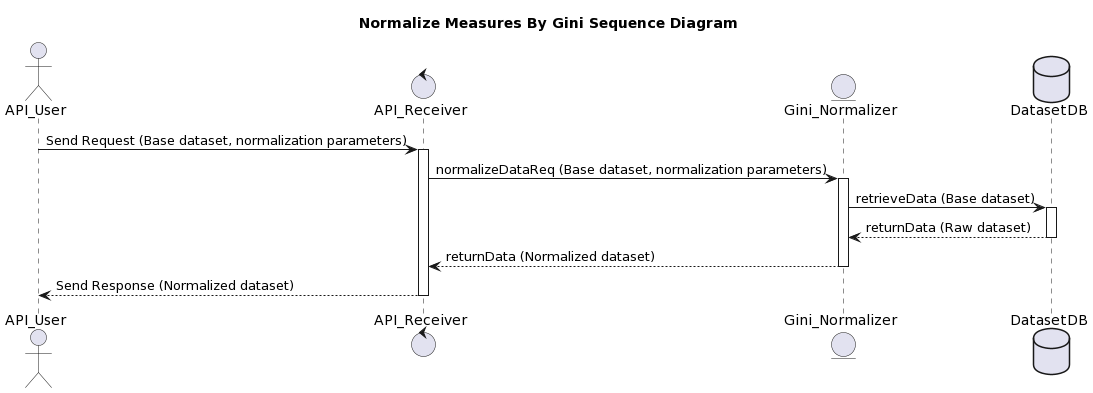 Normalize Measures By Gini Sequence Diagram
API_User
API_Receiver
Gini_Normalizer
DatasetDB
Send Request (Base dataset, normalization parameters)
normalizeDataReq (Base dataset, normalization parameters)
retrieveData (Base dataset)
returnData (Raw dataset)
returnData (Normalized dataset)
Send Response (Normalized dataset)
API_User
API_Receiver
Gini_Normalizer
DatasetDB